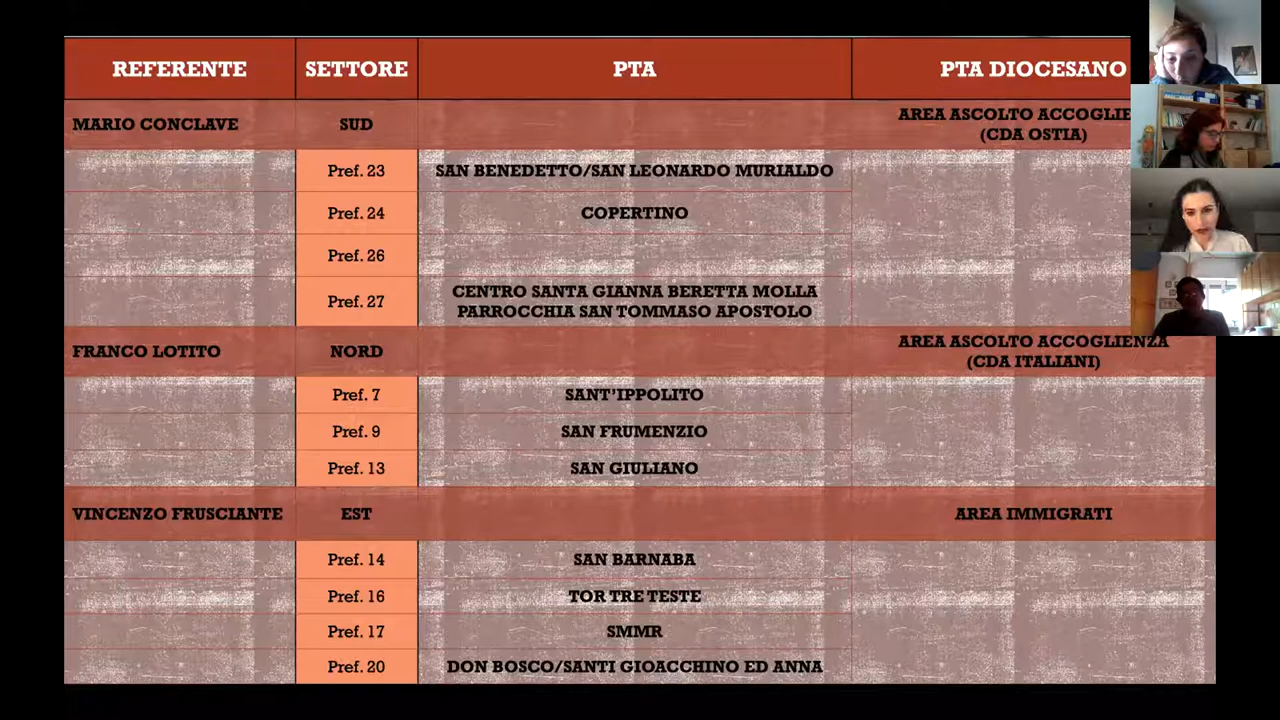 REFERENTE SETTORE PTA PTA DIOCESANO
MARIO CONCLAVE SUD AREA ASCOLTO
(CDA OSTIA)
Pref. 23 SAN BENEDETTO/SAN LEONARDO MURIALDO
Pref. 24 COPERTINO
Pref. 26
Pref. 27 CENTRO SANTA GIANNA BERETTA MOLLA
PARROCCHIA SAN TOMMASO APOSTOLO
FRANCO LOTITO NORD AREA ASCOLTO ACCOGLIENZA
(CDA ITALIANI)
Pref. 7 SANT'IPPOLITO
Pref. 9 SAN FRUMENZIO
Pref. 13 SAN GIULIANO
VINCENZO FRUSCIANTE EST AREA IMMIGRATI
Pref. 14 SAN BARNABA
Pref. 16 TOR TRE TESTE
Pref. 17 SMMR
Pref. 20 DON BOSCO/SANTI GIOACCHINO ED ANNA